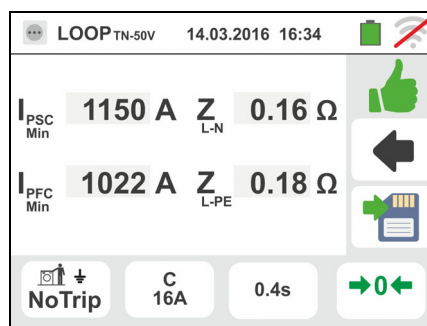 LOOP TN-50V 14.03.2016 16:34
I PSC Min 1150 A Z L-N 0.16 Ω
I PFC Min 1022 A Z L-PE 0.18 Ω
NoTrip
C
16A
0.4s
→0←